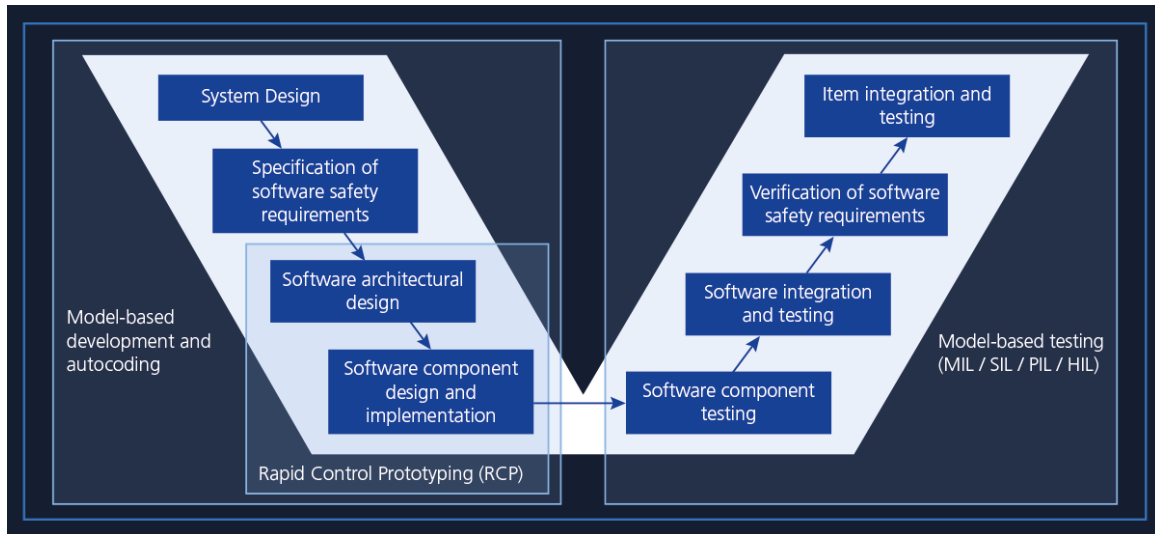 System Design
Specification of
software safety
requirements
Software architectural
design
Software component
design and
implementation
Model-based
development and
autocoding
Rapid Control Prototyping (RCP)
Item integration and
testing
Verification of software
safety requirements
Software integration
and testing
Software component
testing
Model-based testing
(MIL / SIL / PIL / HIL)